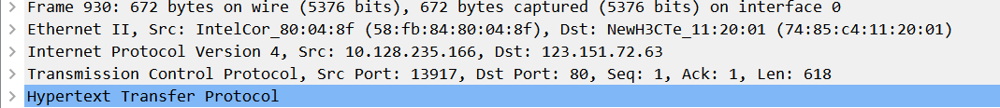 Frame 930: 672 bytes on wire (5376 bits), 672 bytes captured (5376 bits) on interface 0
Ethernet II, Src: IntelCor_80:04:8f (58:fb:84:80:04:8f), Dst: NewH3CTe_11:20:01 (74:85:c4:11:20:01)
Internet Protocol Version 4, Src: 10.128.235.166, Dst: 123.151.72.63
Transmission Control Protocol, Src Port: 13917, Dst Port: 80, Seq: 1, Ack: 1, Len: 618
Hypertext Transfer Protocol